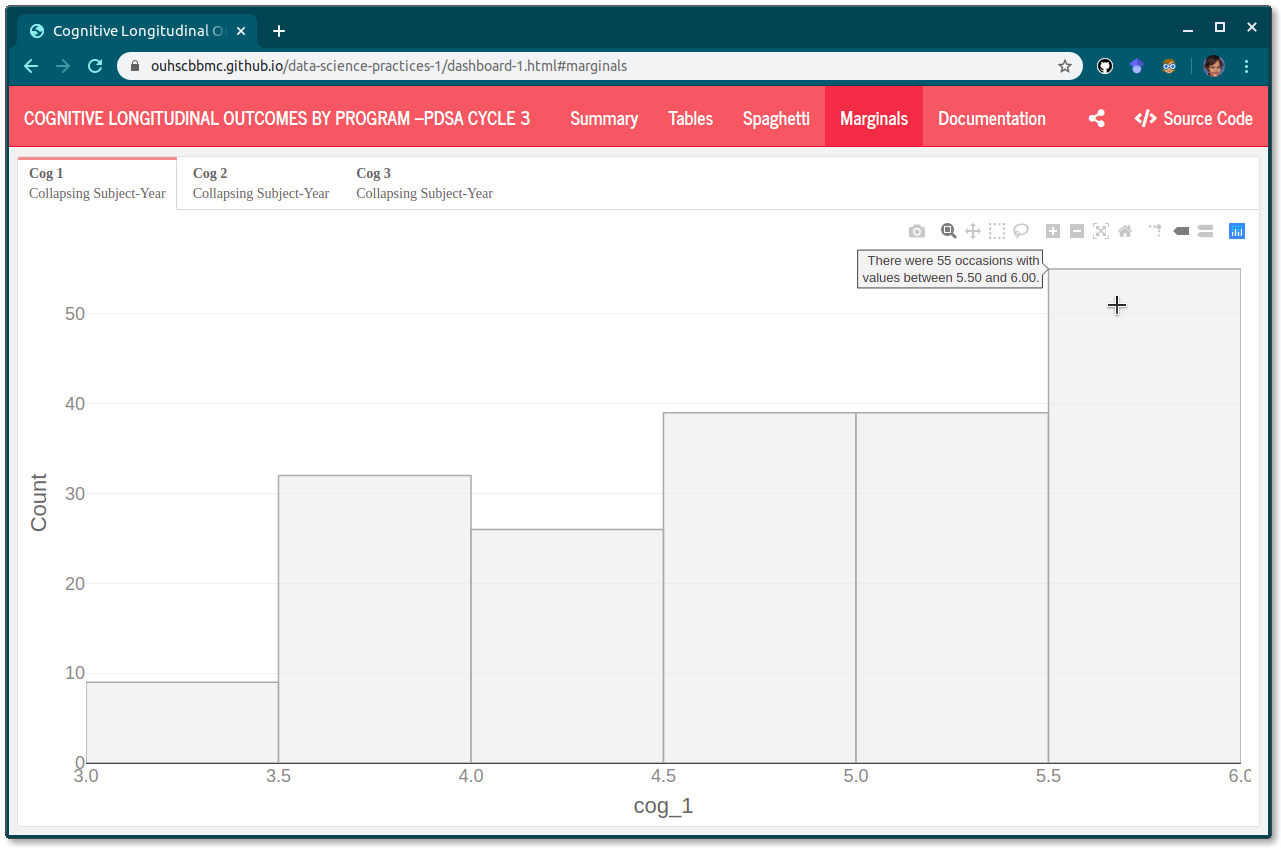 Cognitive Longitudinal O
ouhscbbmc.github.io/data-science-practices-1/dashboard-1.html#marginals
COGNITIVE LONGITUDINAL OUTCOMES BY PROGRAM –PDSA CYCLE 3 Summary Tables Spaghetti Marginals Documentation </> Source Code
Cog 1 Cog 2 Cog 3
Collapsing Subject-Year Collapsing Subject-Year Collapsing Subject-Year
There were 55 occasions with
values between 5.50 and 6.00.
50
40
30
20
10
0
Count
3.0 3.5 4.0 4.5 5.0 5.5 6.0
cog_1